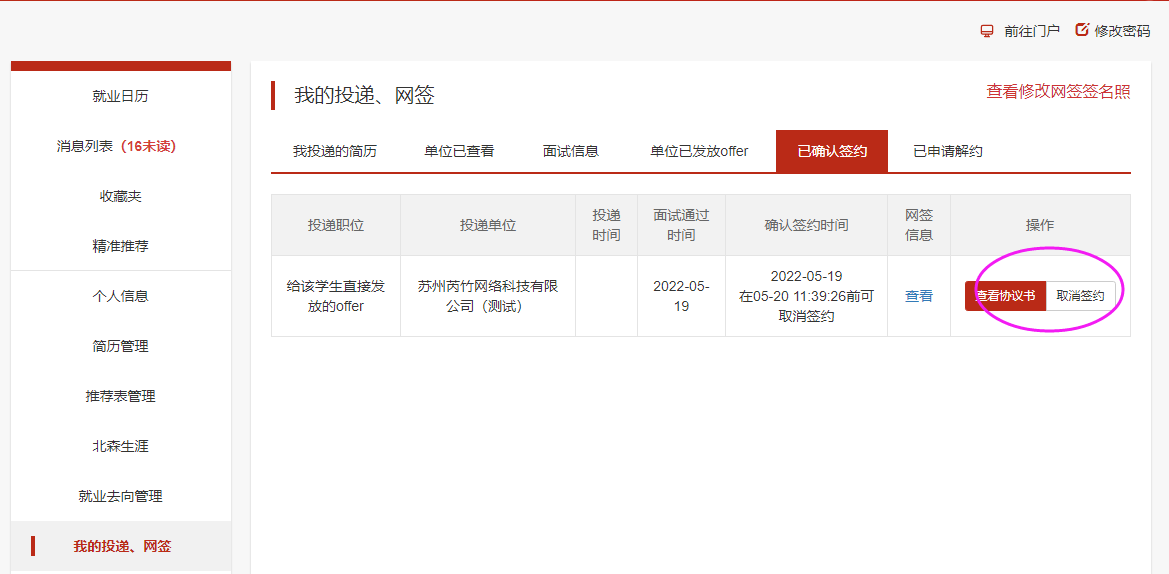 前往门户 修改密码
就业日历
消息列表（16未读）
收藏夹
精准推荐
个人信息
简历管理
推荐表管理
北森生涯
就业去向管理
我的投递、网签
我的投递、网签
查看修改网签签名照
我投递的简历 单位已查看 面试信息 单位已发放offer 已确认签约 已申请解约
投递职位
投递单位
投递
时间
面试通过
时间
确认签约时间
网签
信息
操作
给该学生直接发
放的offer
苏州芮竹网络科技有限
公司（测试）
2022-05-
19
2022-05-19
在05-20 11:39:26前可
取消签约
查看
查看协议书 取消签约